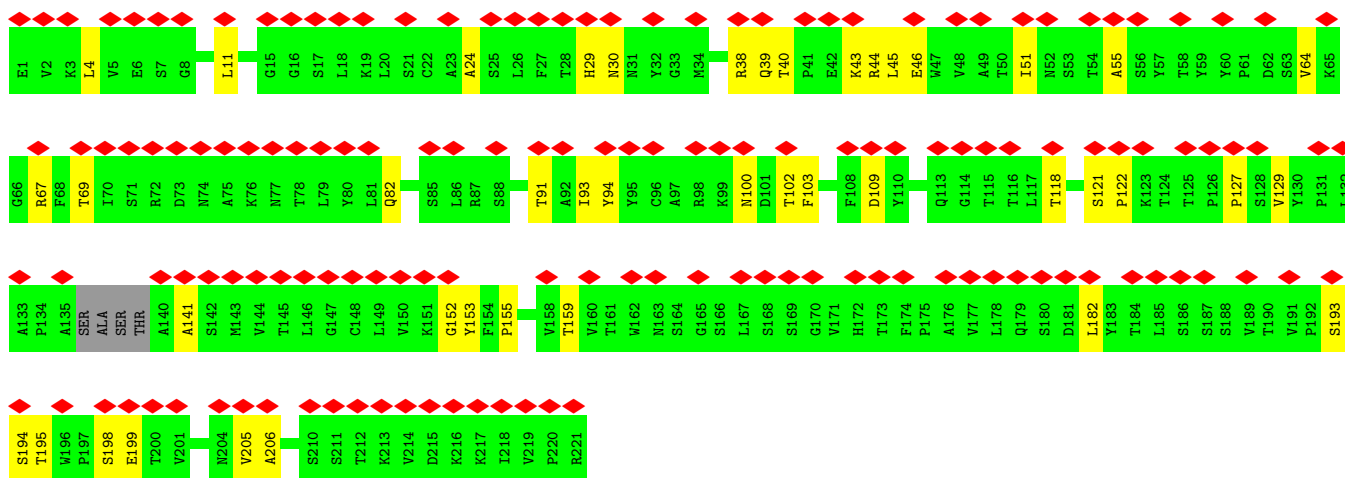 E1 V2 K3 L4 V5 E6 S7 G8 L11 G15 G16 S17 L18 K19 L20 S21 C22 A23 A24 S25 L26 F27 T28 H29 N30 N31 Y32 G33 M34 R38 Q39 T40 P41 E42 K43 R44 L45 E46 W47 V48 A49 T50 I51 N52 S53 T54 A55 S56 Y57 T58 Y59 Y60 P61 D62 S63 V64 K65
G66 R67 F68 T69 I70 S71 R72 D73 N74 A75 K76 N77 T78 L79 Y80 L81 Q82 S85 L86 R87 S88 T91 A92 I93 Y94 Y95 C96 A97 R98 K99 N100 D101 T102 F103 F108 D109 Y110 Q113 G114 T115 T116 L117 T118 S121 P122 K123 T124 T125 P126 P127 S128 V129 Y130 P131
A133 P134 A135 SER ALA SER THR A140 A141 S142 M143 V144 T145 L146 G147 C148 L149 V150 K151 G152 Y153 F154 P155 V158 T159 V160 T161 W162 N163 S164 G165 S166 L167 S168 S169 G170 V171 H172 T173 F174 P175 A176 V177 L178 Q179 S180 D181 L182 Y183 T184 L185 S186 S187 S188 V189 T190 V191 P192 S193
S194 T195 W196 P197 S198 E199 T200 V201 N204 V205 A206 S210 S211 T212 K213 V214 D215 K216 K217 I218 V219 P220 R221